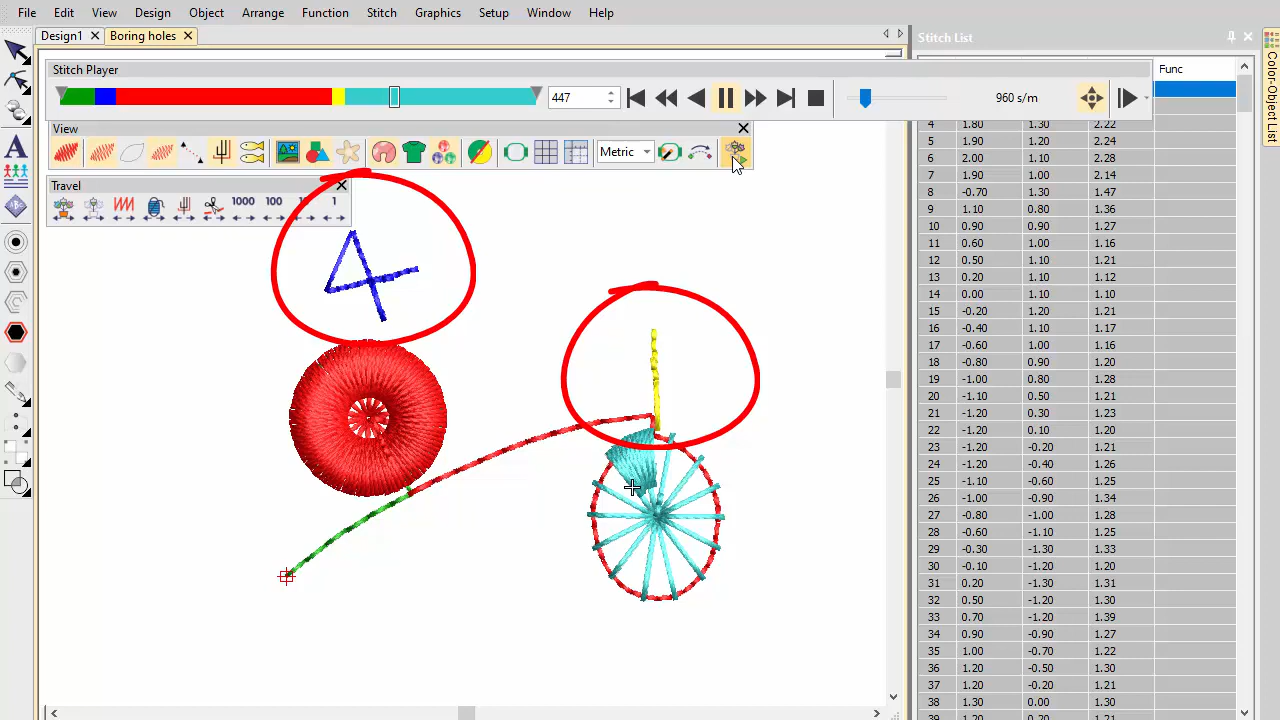 File Edit View Design Object Arrange Function Stitch Graphics Setup Window Help
Design1 Boring holes
Stitch List
Stitch Player
Func
447
960 s/m
View
Metric
Travel
1000 100 1
Color-Object List
4 1.80 1.30 2.22
5 1.90 1.20 2.24
6 2.00 1.10 2.28
7 1.90 1.00 2.14
8 -0.70 1.30 1.47
9 1.10 0.80 1.36
10 0.90 0.90 1.27
11 0.60 1.00 1.16
12 0.50 1.10 1.21
13 0.20 1.10 1.12
14 0.00 1.10 1.10
15 -0.20 1.20 1.21
16 -0.40 1.10 1.17
17 -0.60 1.00 1.16
18 -0.80 0.90 1.20
19 -1.00 0.80 1.28
20 -1.10 0.50 1.21
21 -1.20 0.30 1.23
22 -1.20 0.10 1.20
23 -1.20 -0.20 1.21
24 -1.20 -0.40 1.26
25 -1.10 -0.60 1.25
26 -1.00 -0.90 1.34
27 -0.80 -1.00 1.28
28 -0.60 -1.10 1.25
29 -0.30 -1.30 1.33
30 -0.10 -1.20 1.20
31 0.20 -1.30 1.31
32 0.50 -1.20 1.30
33 0.70 -1.20 1.39
34 0.90 -0.90 1.27
35 1.00 -0.70 1.22
36 1.20 -0.50 1.30
37 1.20 -0.20 1.21
38 1.30 0.00 1.30